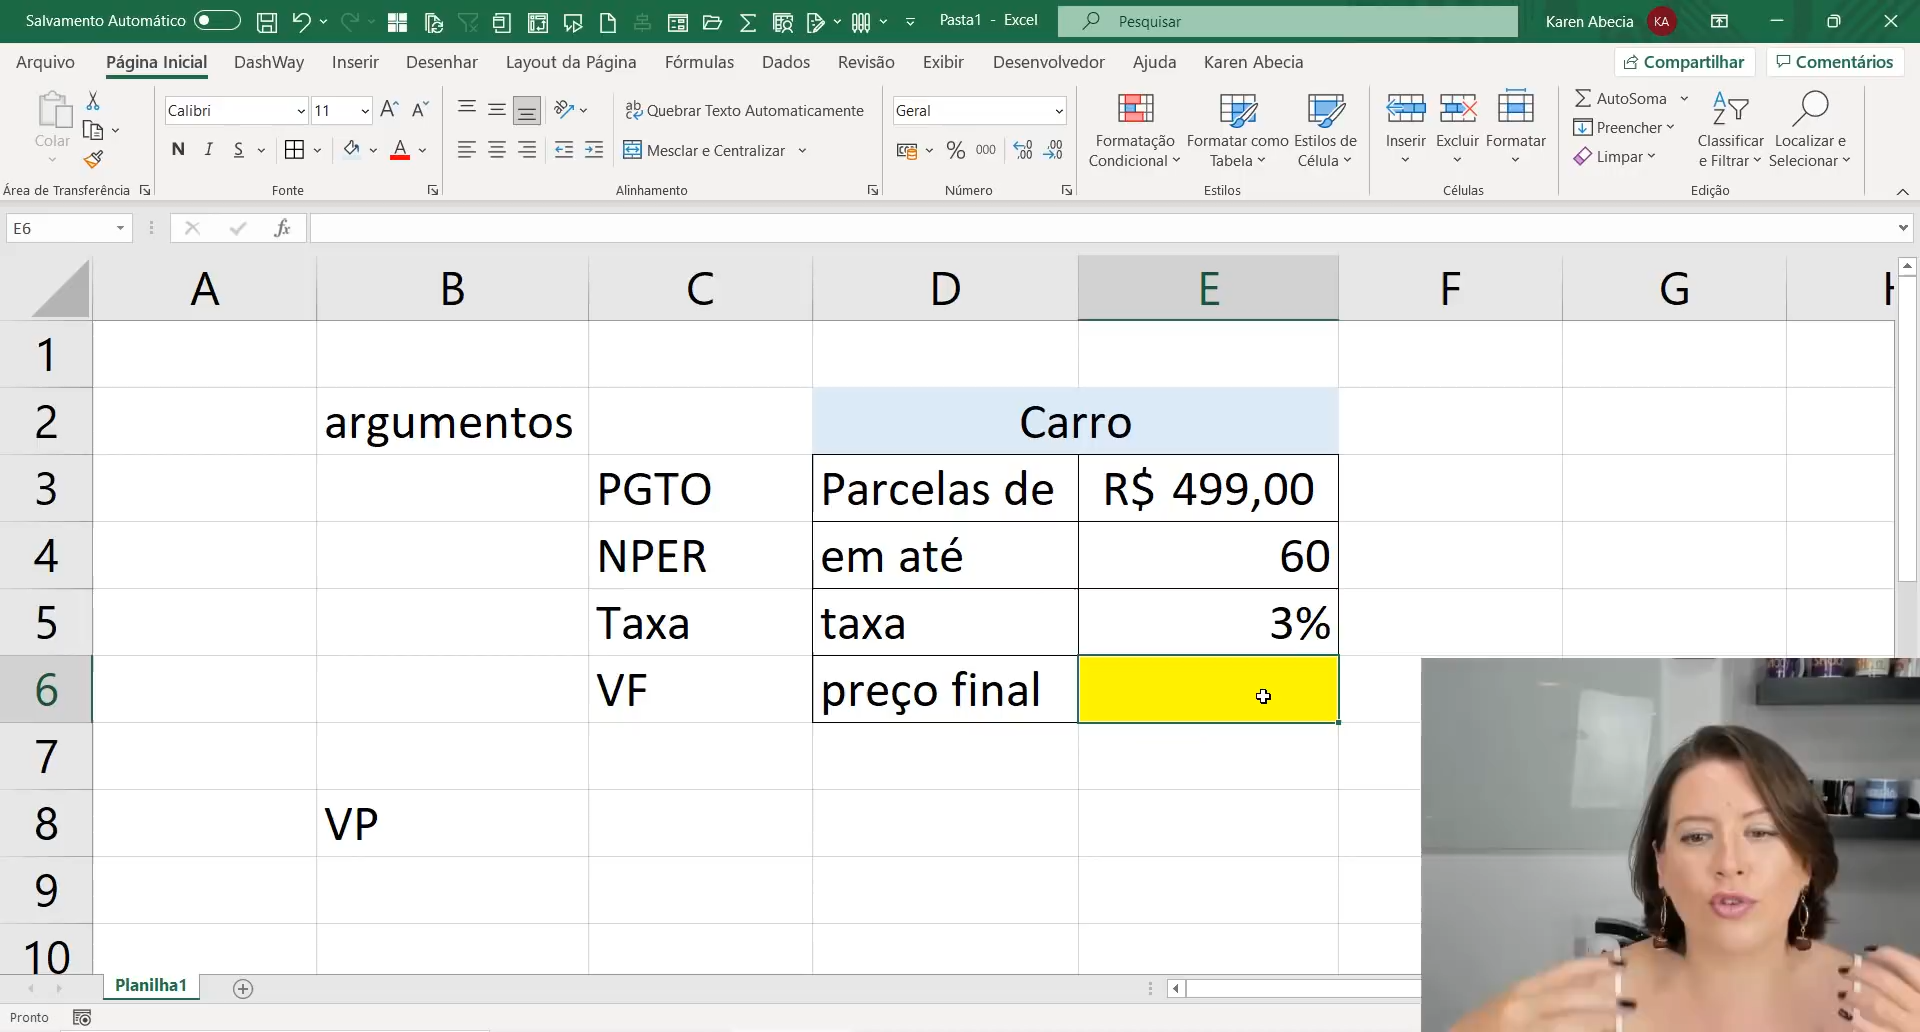 Salvamento Automático
Pasta1 - Excel
Pesquisar
Karen Abecia
KA
Arquivo
Página Inicial
DashWay
Inserir
Desenhar
Layout da Página
Fórmulas
Dados
Revisão
Exibir
Desenvolvedor
Ajuda
Karen Abecia
Compartilhar
Comentários
Colar
Área de Transferência
Calibri
11
N I S
Fonte
Quebrar Texto Automaticamente
Mesclar e Centralizar
Alinhamento
Geral
% 000
Número
Formatação Condicional
Formatar como Tabela
Estilos de Célula
Estilos
Inserir
Excluir
Formatar
Células
AutoSoma
Preencher
Limpar
Classificar e Filtrar
Localizar e Selecionar
Edição
E6
fx
A B C D E F G H
1
2 argumentos Carro
3 PGTO Parcelas de R$ 499,00
4 NPER em até 60
5 Taxa taxa 3%
6 VF preço final
7
8 VP
9
10
Planilha1
Pronto